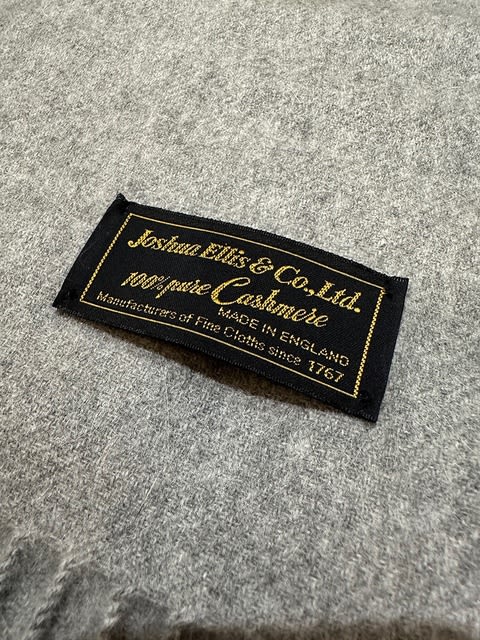 Joshua Ellis & Co., Ltd.
100% pure Cashmere
MADE IN ENGLAND
Manufacturers of Fine Cloths since 1767